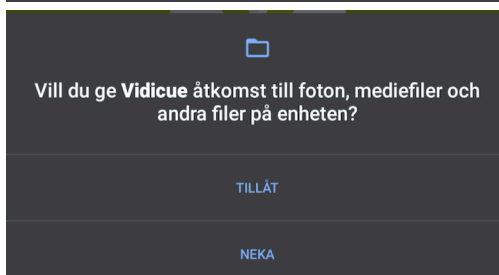 Vill du ge Vidicue åtkomst till foton, mediefiler och
andra filer på enheten?
TILLÅT
NEKA